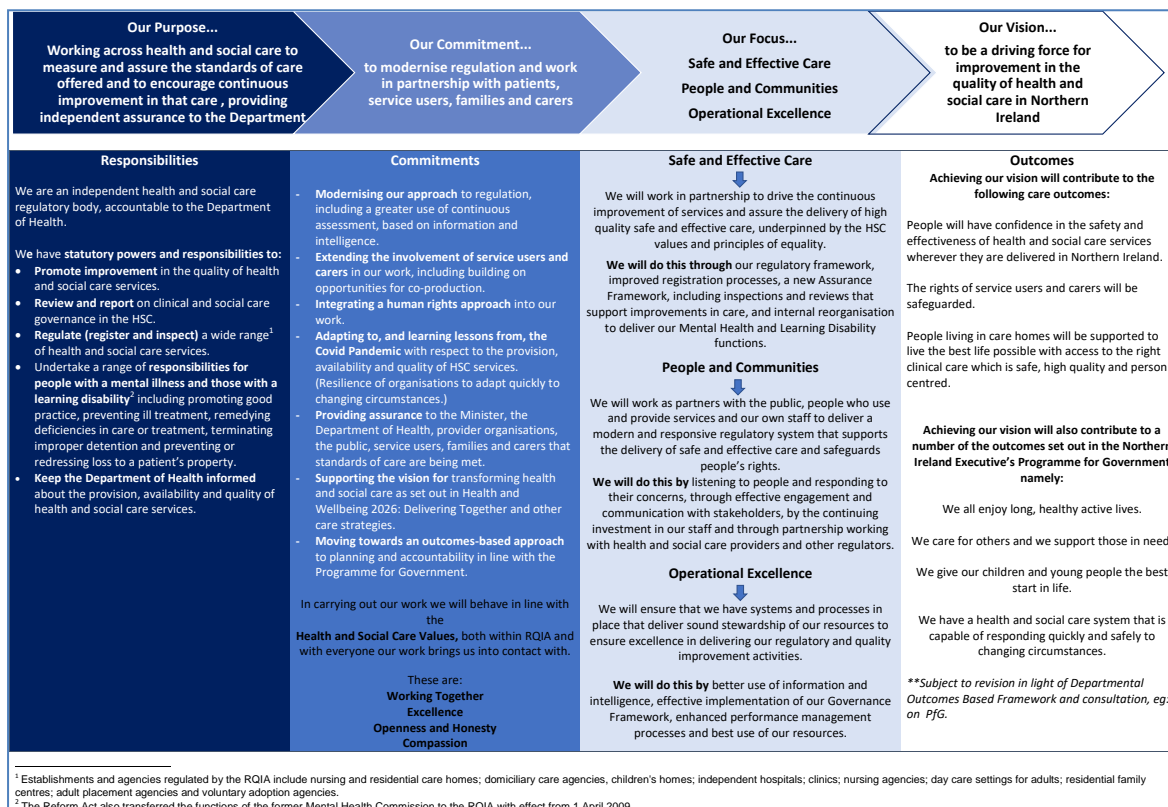 Our Purpose...
Working across health and social care to
measure and assure the standards of care
offered and to encourage continuous
improvement in that care , providing
independent assurance to the Department
Our Commitment...
to modernise regulation and work
in partnership with patients,
service users, families and carers
Our Focus...
Safe and Effective Care
People and Communities
Operational Excellence
Our Vision...
to be a driving force for
improvement in the
quality of health and
social care in Northern
Ireland
Responsibilities
We are an independent health and social care
regulatory body, accountable to the Department
of Health.
We have statutory powers and responsibilities to:
• Promote improvement in the quality of health
and social care services.
• Review and report on clinical and social care
governance in the HSC.
• Regulate (register and inspect) a wide range1
of health and social care services.
• Undertake a range of responsibilities for
people with a mental illness and those with a
learning disability2 including promoting good
practice, preventing ill treatment, remedying
deficiencies in care or treatment, terminating
improper detention and preventing or
redressing loss to a patient's property.
• Keep the Department of Health informed
about the provision, availability and quality of
health and social care services.
Commitments
- Modernising our approach to regulation,
including a greater use of continuous
assessment, based on information and
intelligence.
- Extending the involvement of service users and
carers in our work, including building on
opportunities for co-production.
- Integrating a human rights approach into our
work.
- Adapting to, and learning lessons from, the
Covid Pandemic with respect to the provision,
availability and quality of HSC services.
(Resilience of organisations to adapt quickly to
changing circumstances.)
- Providing assurance to the Minister, the
Department of Health, provider organisations,
the public, service users, families and carers that
standards of care are being met.
- Supporting the vision for transforming health
and social care as set out in Health and
Wellbeing 2026: Delivering Together and other
care strategies.
- Moving towards an outcomes-based approach
to planning and accountability in line with the
Programme for Government.
In carrying out our work we will behave in line with
the
Health and Social Care Values, both within RQIA and
with everyone our work brings us into contact with.
These are:
Working Together
Excellence
Openness and Honesty
Compassion
Safe and Effective Care
We will work in partnership to drive the continuous
improvement of services and assure the delivery of high
quality safe and effective care, underpinned by the HSC
values and principles of equality.
We will do this through our regulatory framework,
improved registration processes, a new Assurance
Framework, including inspections and reviews that
support improvements in care, and internal reorganisation
to deliver our Mental Health and Learning Disability
functions.
People and Communities
We will work as partners with the public, people who
use and provide services and our own staff to deliver a
modern and responsive regulatory system that supports
the delivery of safe and effective care and safeguards
people's rights.
We will do this by listening to people and responding to
their concerns, through effective engagement and
communication with stakeholders, by the continuing
investment in our staff and through partnership working
with health and social care providers and other regulators.
Operational Excellence
We will ensure that we have systems and processes in
place that deliver sound stewardship of our resources to
ensure excellence in delivering our regulatory and quality
improvement activities.
We will do this by better use of information and
intelligence, effective implementation of our Governance
Framework, enhanced performance management
processes and best use of our resources.
Outcomes
Achieving our vision will contribute to the
following care outcomes:
People will have confidence in the safety and
effectiveness of health and social care services
wherever they are delivered in Northern Ireland.
The rights of service users and carers will be
safeguarded.
People living in care homes will be supported to
live the best life possible with access to the right
clinical care which is safe, high quality and person
centred.
Achieving our vision will also contribute to a
number of the outcomes set out in the Northern
Ireland Executive's Programme for Government
namely:
We all enjoy long, healthy active lives.
We care for others and we support those in need
We give our children and young people the best
start in life.
We have a health and social care system that is
capable of responding quickly and safely to
changing circumstances.
**Subject to revision in light of Departmental
Outcomes Based Framework and consultation, eg:
on PfG.
1 Establishments and agencies regulated by the RQIA include nursing and residential care homes; domiciliary care agencies, children's homes; independent hospitals; clinics; nursing agencies; day care settings for adults; residential family
centres; adult placement agencies and voluntary adoption agencies.
2 The Reform Act also transferred the functions of the former Mental Health Commission to the RQIA with effect from 1 April 2009